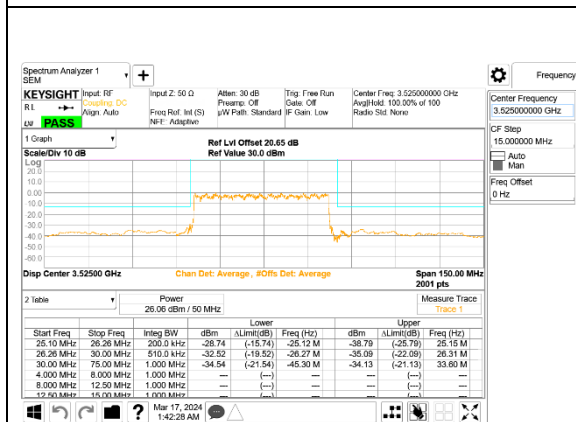 Spectrum Analyzer 1
SEM
Frequency
KEYSIGHT Input: RF Input Z: 50 Ω Atten: 30 dB Trig: Free Run Center Freq: 3.525000000 GHz
R L Coupling: DC Preamp: Off Gate: Off Avg|Hold: 100.00% of 100
Align: Auto Freq Ref: Int (S) µW Path: Standard IF Gain: Low Radio Std: None
NFE: Adaptive
PASS
Center Frequency
3.525000000 GHz
CF Step
15.000000 MHz
Auto
Man
Freq Offset
0 Hz
1 Graph
Ref Lvl Offset 20.65 dB
Scale/Div 10 dB Ref Value 30.0 dBm
Log
20.0
10.0
0.00
-10.0
-20.0
-30.0
-40.0
-50.0
-60.0
Disp Center 3.52500 GHz Chan Det: Average , #Offs Det: Average Span 150.00 MHz
2001 pts
2 Table Power Measure Trace
26.06 dBm / 50 MHz Trace 1
Lower Upper
Start Freq Stop Freq Integ BW dBm ΔLimit(dB) Freq (Hz) dBm ΔLimit(dB) Freq (Hz)
25.10 MHz 26.26 MHz 200.0 kHz -28.74 (-15.74) -25.12 M -38.79 (-25.79) 25.15 M
26.26 MHz 30.00 MHz 510.0 kHz -32.52 (-19.52) -26.27 M -35.09 (-22.09) 26.31 M
30.00 MHz 75.00 MHz 1.000 MHz -34.54 (-21.54) -45.30 M -34.13 (-21.13) 33.60 M
4.000 MHz 8.000 MHz 1.000 MHz --- (---) --- --- (---) ---
8.000 MHz 12.50 MHz 1.000 MHz --- (---) --- --- (---) ---
12.50 MHz 15.00 MHz 1.000 MHz --- (---) --- --- (---) ---
Mar 17, 2024
1:42:28 AM